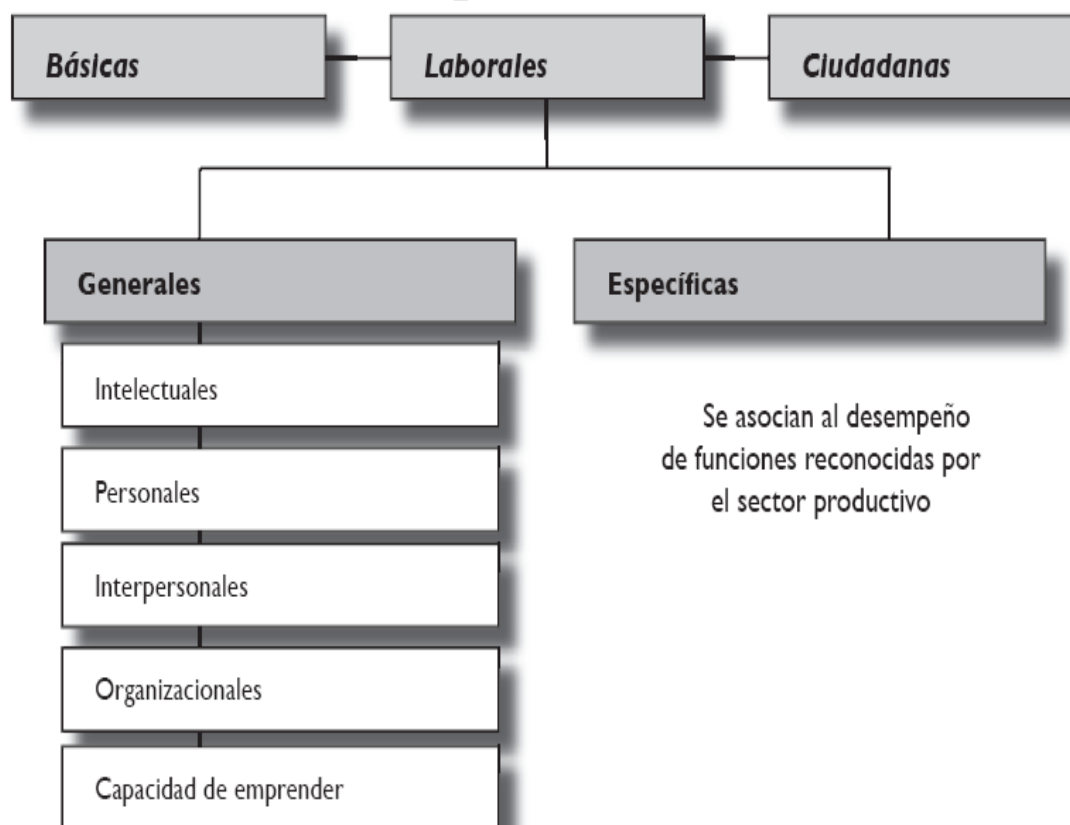 Básicas
Laborales
Ciudadanas
Generales
Específicas
Intelectuales
Personales
Interpersonales
Organizacionales
Capacidad de emprender
Se asocian al desempeño
de funciones reconocidas por
el sector productivo